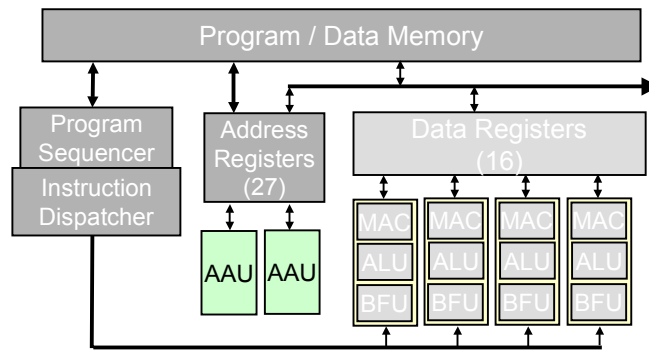 Program / Data Memory
Program
Sequencer
Instruction
Dispatcher
Address
Registers
(27)
Data Registers
(16)
AAU
AAU
MAC
MAC
MAC
MAC
ALU
ALU
ALU
ALU
BFU
BFU
BFU
BFU